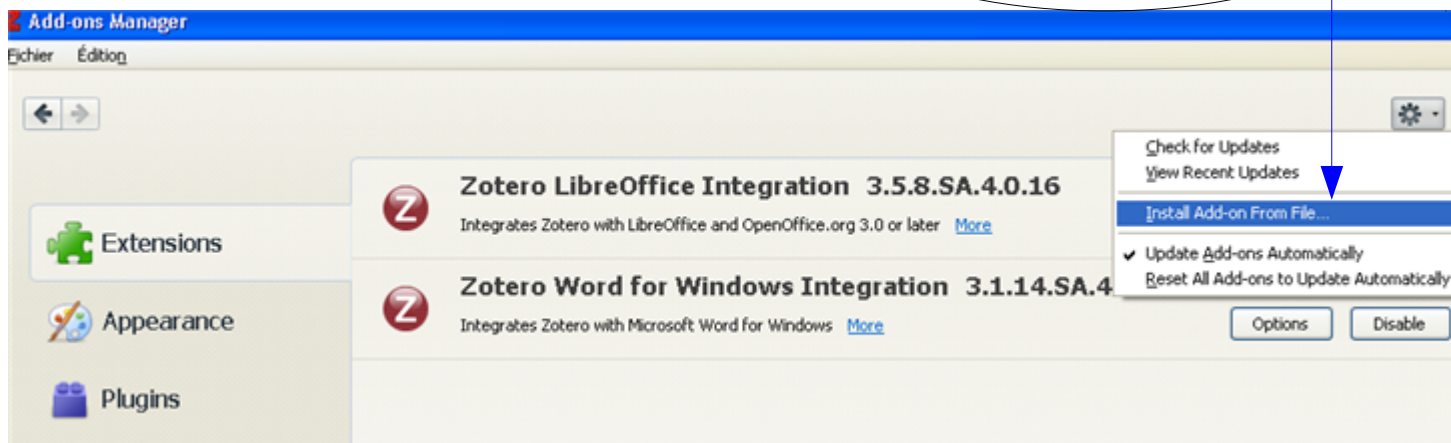 Add-ons Manager
Fichier Édition
Check for Updates
View Recent Updates
Install Add-on From File...
Update Add-ons Automatically
Reset All Add-ons to Update Automatically
Extensions
Appearance
Plugins
Zotero LibreOffice Integration 3.5.8.SA.4.0.16
Integrates Zotero with LibreOffice and OpenOffice.org 3.0 or later More
Zotero Word for Windows Integration 3.1.14.SA.4
Integrates Zotero with Microsoft Word for Windows More
Options Disable